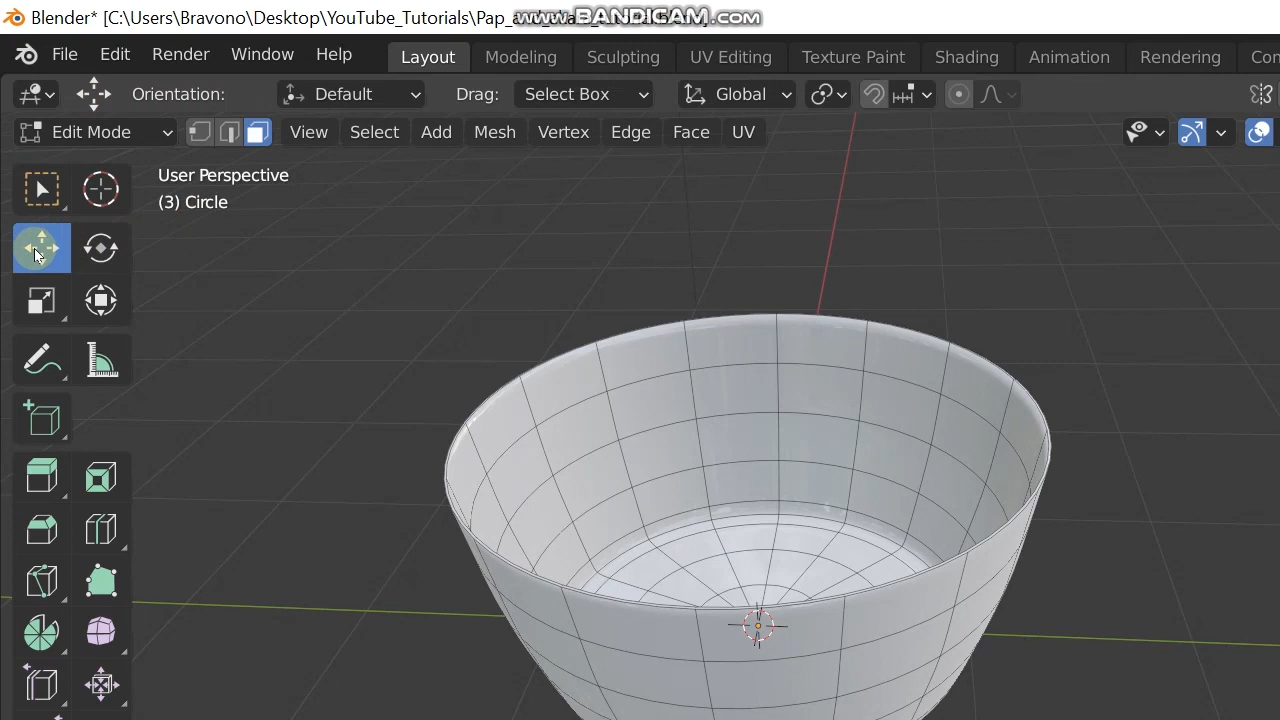 Blender* [C:\Users\Bravono\Desktop\YouTube_Tutorials\Pap_
www.BANDICAM.com
File Edit Render Window Help Layout Modeling Sculpting UV Editing Texture Paint Shading Animation Rendering Con
Orientation: Default Drag: Select Box Global
Edit Mode View Select Add Mesh Vertex Edge Face UV
User Perspective
(3) Circle